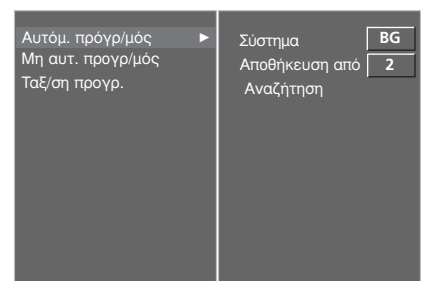 Αυτόμ. πρόγρ/μός ►
Μη αυτ. προγρ/μός
Ταξ/ση προγρ.
Σύστημα BG
Αποθήκευση από 2
Αναζήτηση